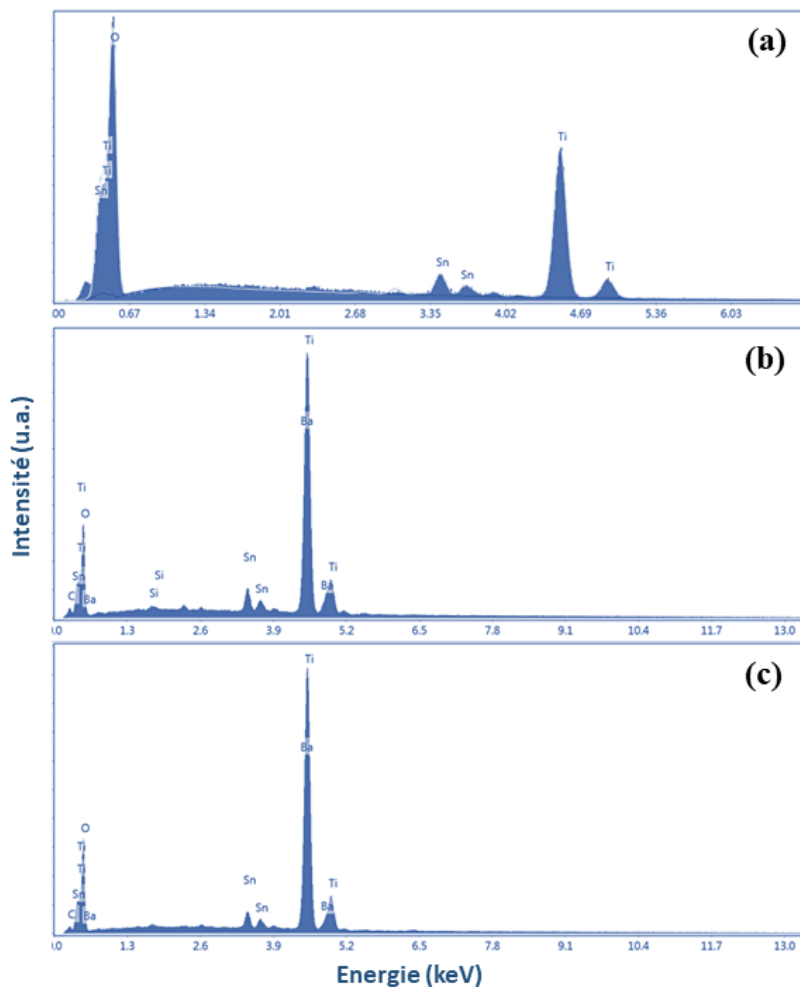 (a)
O
Ti
Ti
Sn
Sn
Sn
Ti
Ti
00 0.67 1.34 2.01 2.68 3.35 4.02 4.69 5.36 6.03
(b)
Ti
Ba
Ti
O
Ti
Sn
C
Ba
Si
Si
Sn
Sn
Ti
Ba
.0 1.3 2.6 3.9 5.2 6.5 7.8 9.1 10.4 11.7 13.0
(c)
Ti
Ba
O
Ti
Ti
Sn
C
Ba
Sn
Sn
Ti
Ba
.0 1.3 2.6 3.9 5.2 6.5 7.8 9.1 10.4 11.7 13.0
Intensité (u.a.)
Energie (keV)